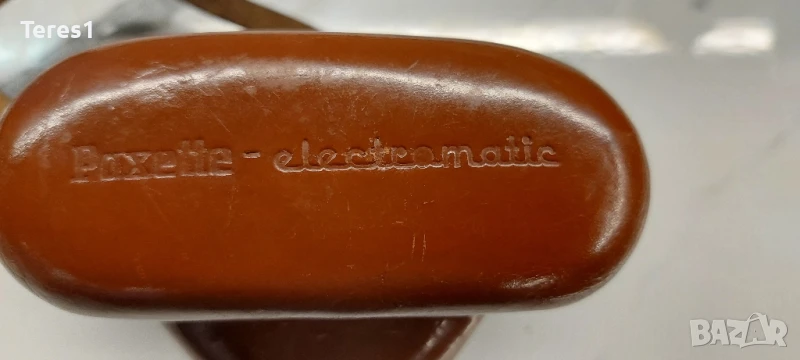 Teres1
Paxette - electromatic
BAZAR